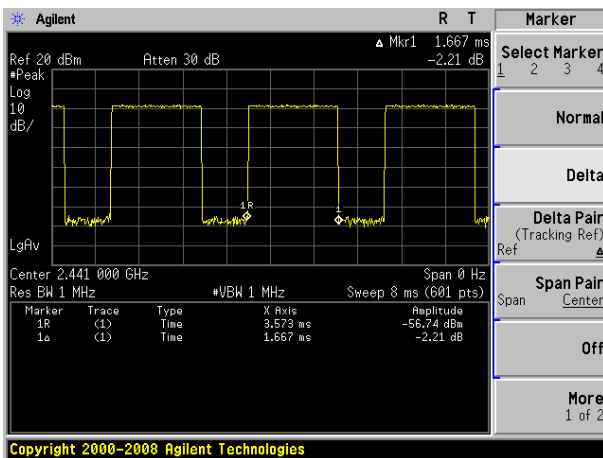 Agilent R T
Marker
Δ Mkr1 1.667 ms
Ref 20 dBm Atten 30 dB -2.21 dB
#Peak
Log
10
dB/
1R
1
LgAv
Center 2.441 000 GHz Span 0 Hz
Res BW 1 MHz #VBW 1 MHz Sweep 8 ms (601 pts)
Marker Trace Type X Axis Amplitude
1R (1) Time 3.573 ms -56.74 dBm
1Δ (1) Time 1.667 ms -2.21 dB
Copyright 2000-2008 Agilent Technologies
Select Marker
1 2 3 4
Normal
Delta
Delta Pair
(Tracking Ref)
Ref Δ
Span Pair
Span Center
Off
More
1 of 2